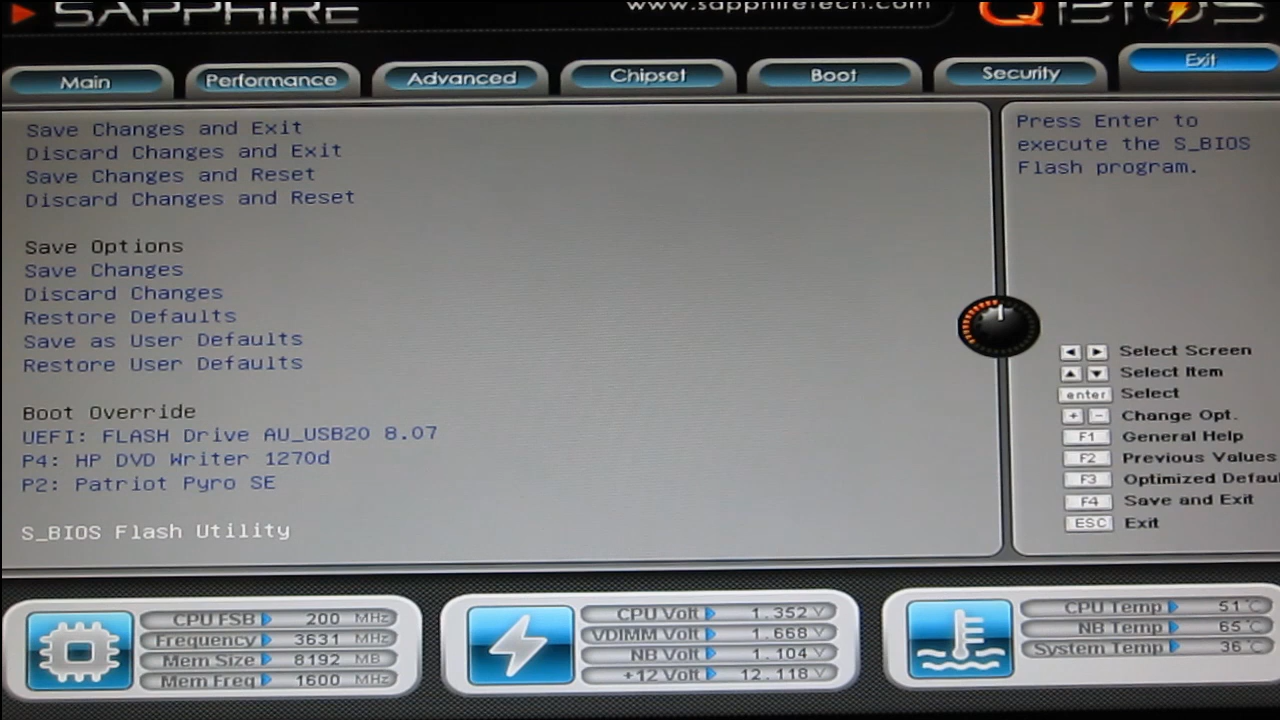 SAPPHIRE
www.sapphiretech.com
QBIOS
Main
Performance
Advanced
Chipset
Boot
Security
Exit
Save Changes and Exit
Discard Changes and Exit
Save Changes and Reset
Discard Changes and Reset
Save Options
Save Changes
Discard Changes
Restore Defaults
Save as User Defaults
Restore User Defaults
Boot Override
UEFI: FLASH Drive AU_USB20 8.07
P4: HP DVD Writer 1270d
P2: Patriot Pyro SE
S_BIOS Flash Utility
Press Enter to
execute the S_BIOS
Flash program.
Select Screen
Select Item
enter Select
+ - Change Opt.
F1 General Help
F2 Previous Values
F3 Optimized Defau
F4 Save and Exit
ESC Exit
CPU FSB 200 MHz
Frequency 3631 MHz
Mem Size 8192 MB
Mem Freq 1600 MHz
CPU Volt 1.352 V
VDIMM Volt 1.668 V
NB Volt 1.104 V
+12 Volt 12.118 V
CPU Temp 51°C
NB Temp 65°C
System Temp 36°C